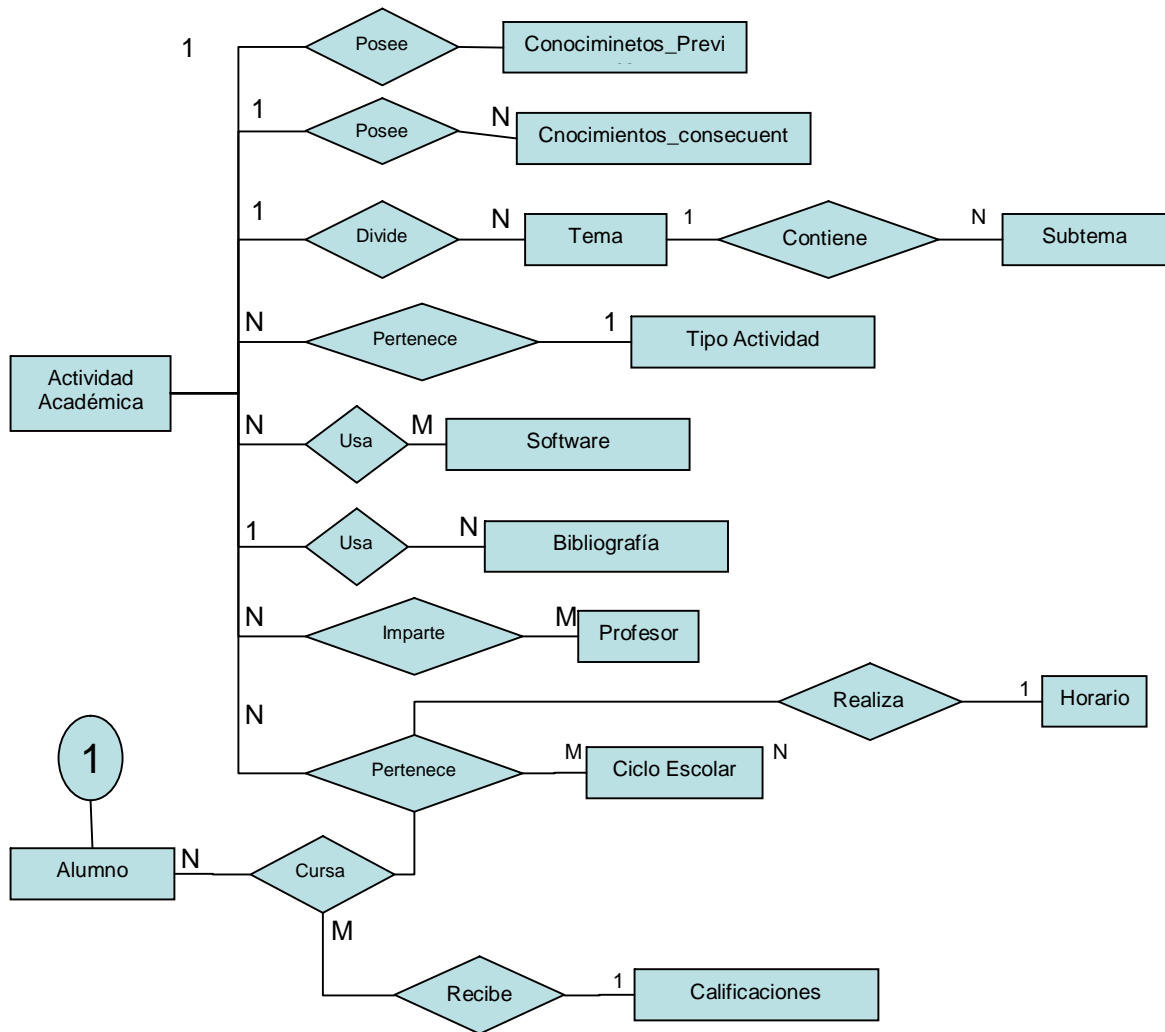 1
Posee
Conociminetos_Previ
1
Posee
N
Cnocimientos_consecuent
1
Divide
N
Tema
1
Contiene
N
Subtema
N
Pertenece
1
Tipo Actividad
Actividad
Académica
N
Usa
M
Software
1
Usa
N
Bibliografía
N
Imparte
M
Profesor
Realiza
1
Horario
N
Pertenece
M
Ciclo Escolar
N
1
Alumno
N
Cursa
M
Recibe
1
Calificaciones